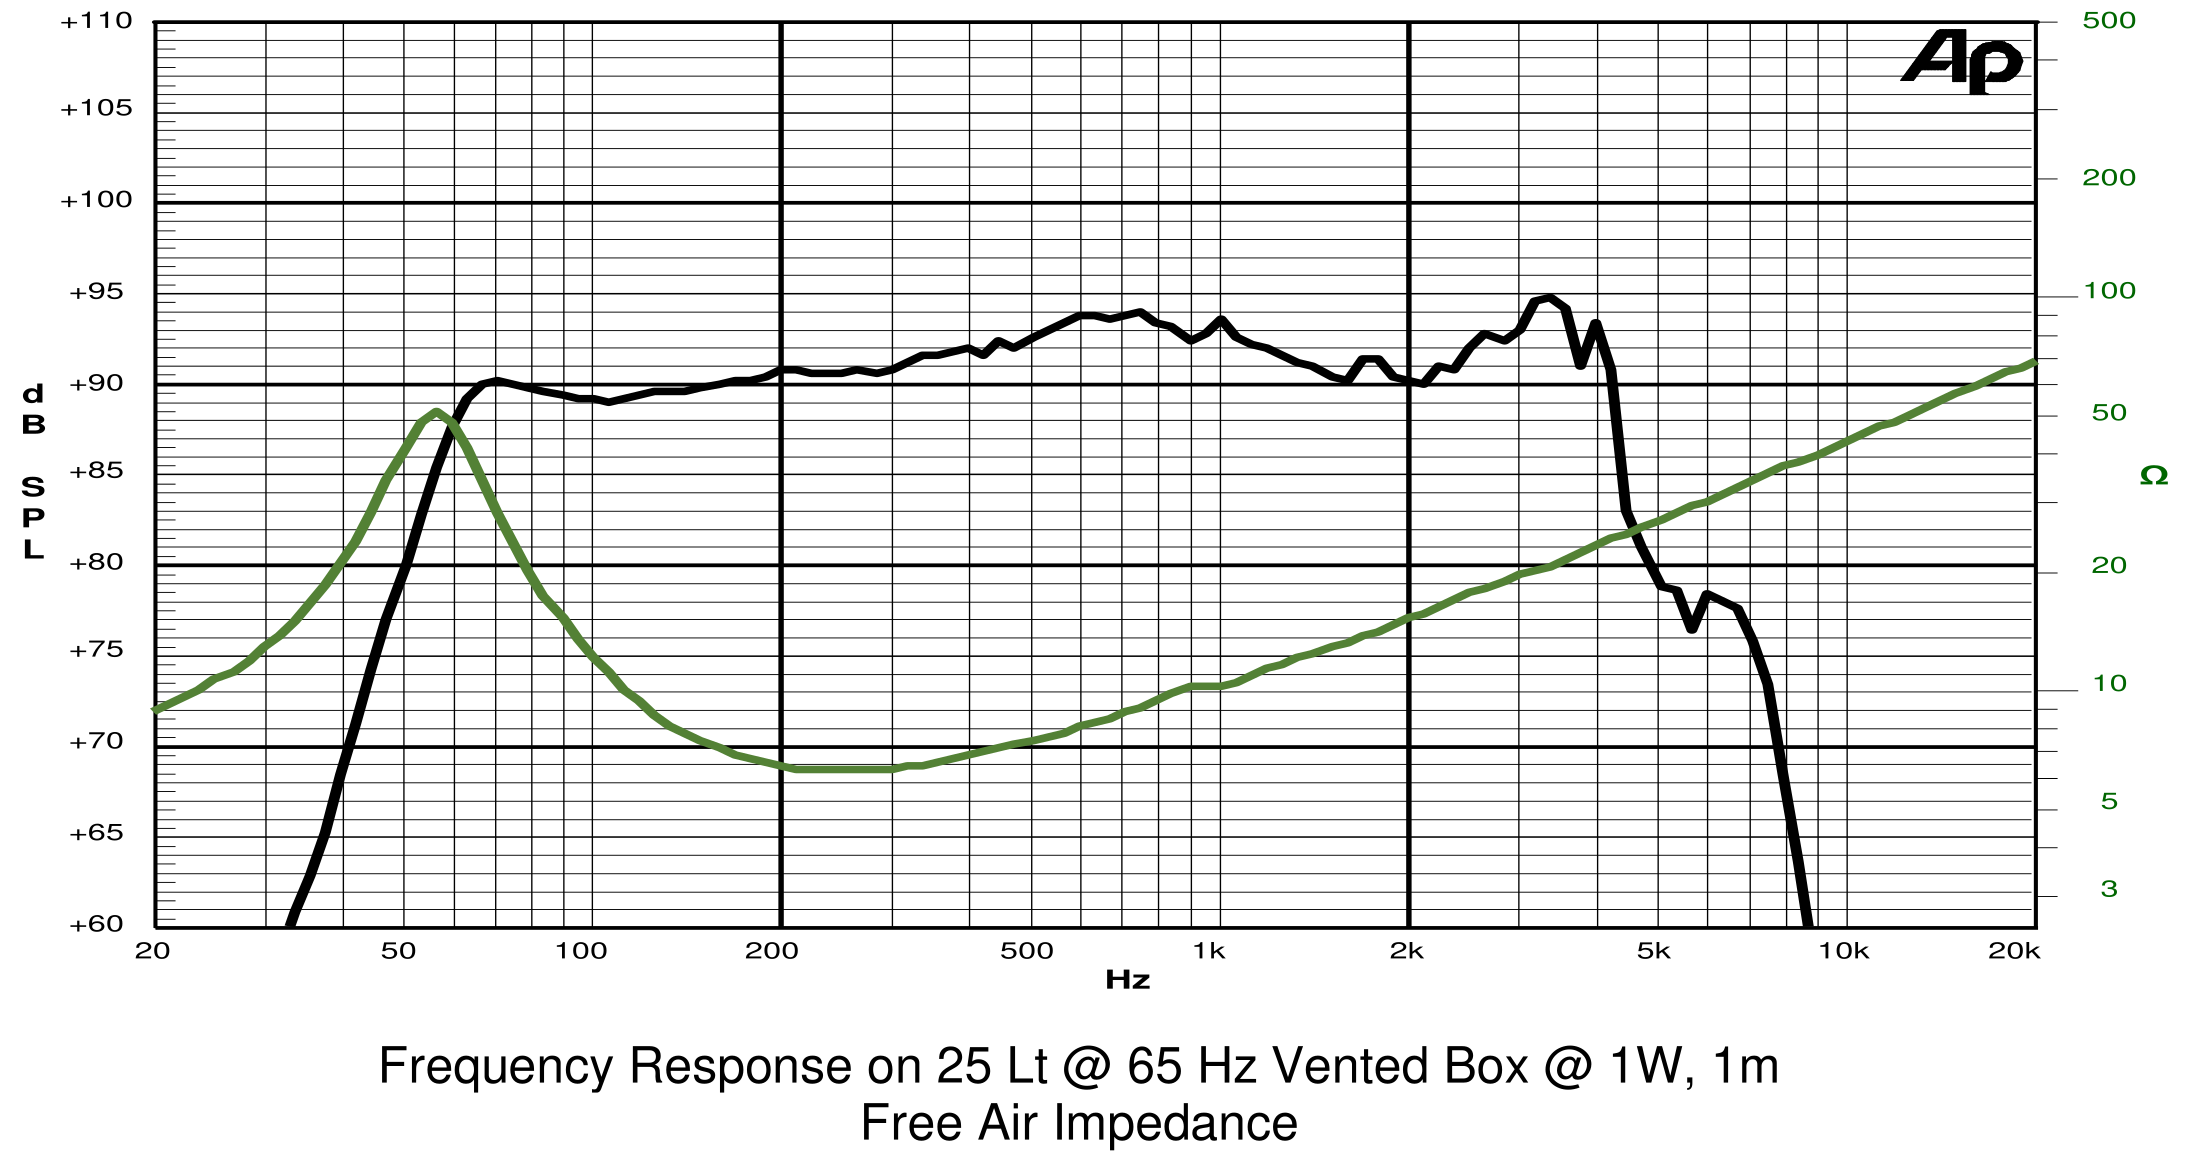 +110
+105
+100
+95
+90
+85
+80
+75
+70
+65
+60
d
B
S
P
L
Ap
500
200
100
50
Ω
20
10
5
3
20 50 100 200 500 1k 2k 5k 10k 20k
Hz
Frequency Response on 25 Lt @ 65 Hz Vented Box @ 1W, 1m
Free Air Impedance